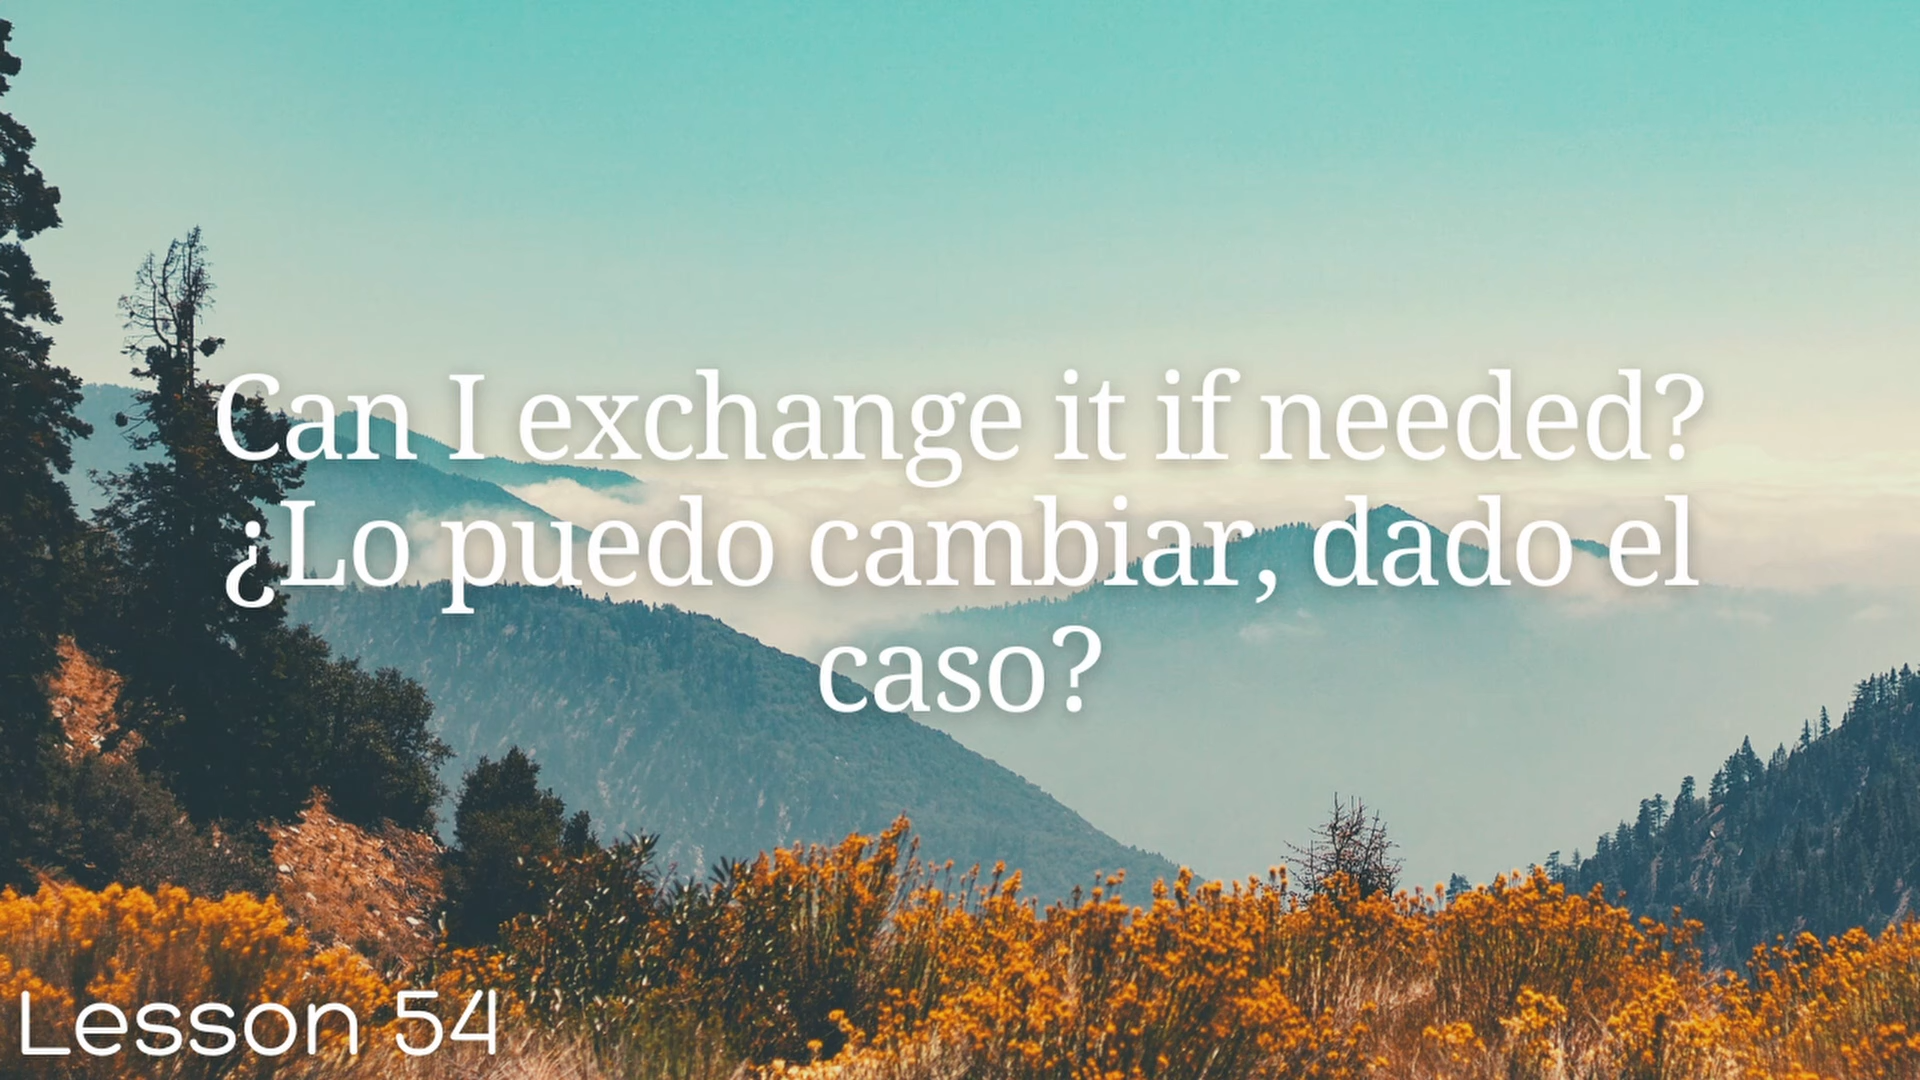 Can I exchange it if needed?
¿Lo puedo cambiar, dado el
caso?
Lesson 54